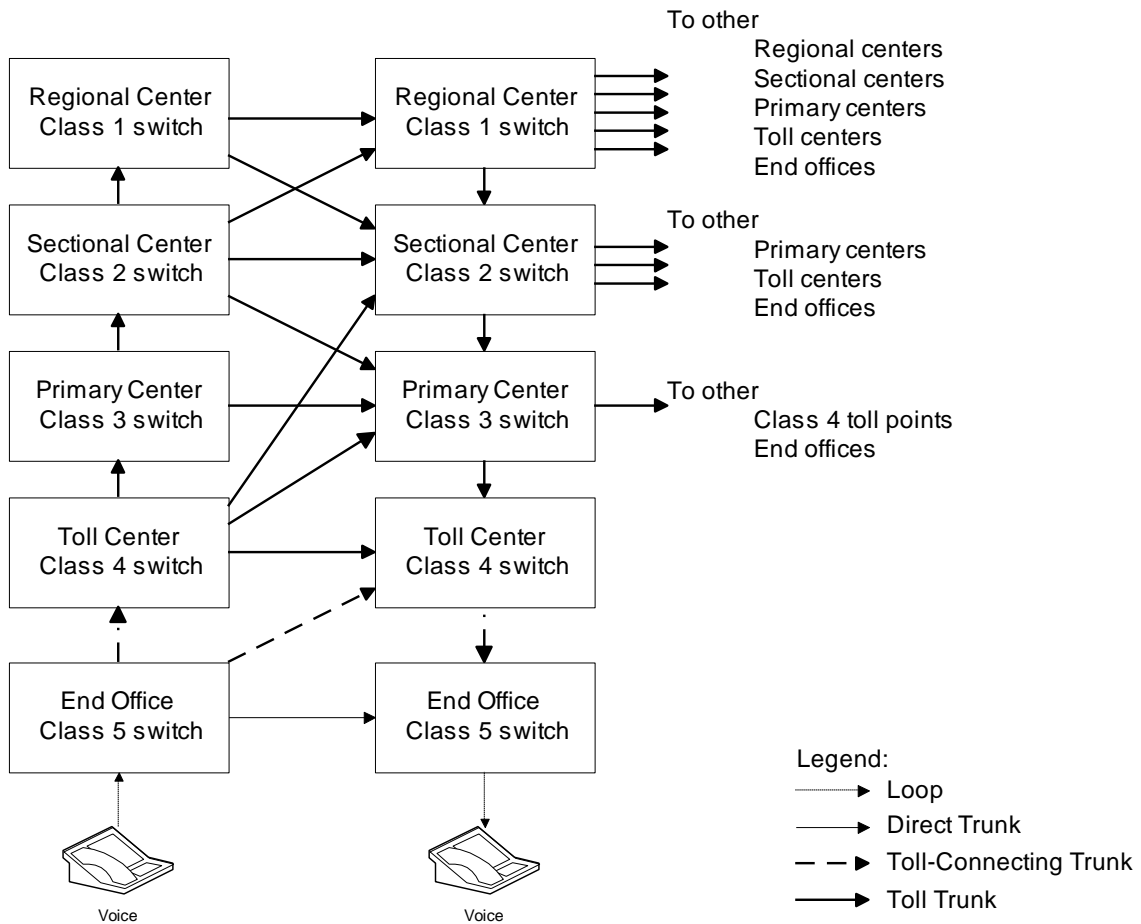 To other
Regional centers
Sectional centers
Primary centers
Toll centers
End offices
Regional Center
Class 1 switch
Regional Center
Class 1 switch
To other
Primary centers
Toll centers
End offices
Sectional Center
Class 2 switch
Sectional Center
Class 2 switch
To other
Class 4 toll points
End offices
Primary Center
Class 3 switch
Primary Center
Class 3 switch
Toll Center
Class 4 switch
Toll Center
Class 4 switch
End Office
Class 5 switch
End Office
Class 5 switch
Legend:
Loop
Direct Trunk
Toll-Connecting Trunk
Toll Trunk
Voice
Voice